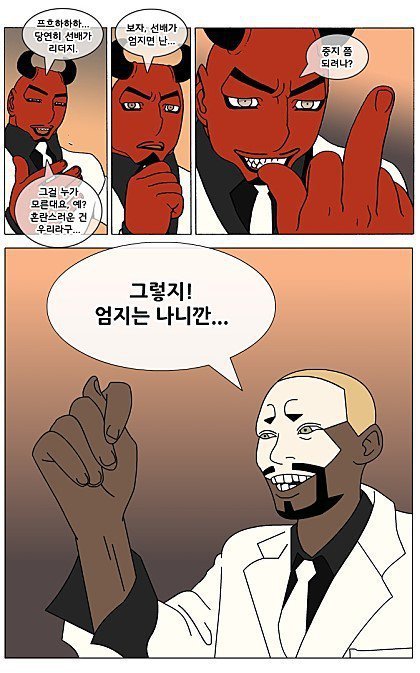 프흐하하하...
당연히 선배가
리더지.
그걸 누가
모른대요, 예?
혼란스러운 건
우리라구...
보자, 선배가
엄지면 난...
중지 쯤
되려나?
그렇지!
엄지는 나니깐...